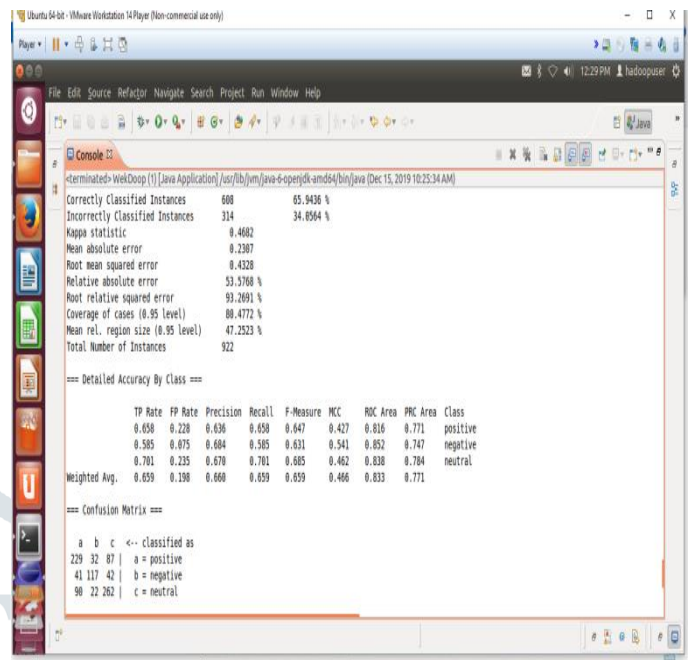 Ubuntu 64-bit - VMware Workstation 14 Player (Non-commercial use only)
Player
12:29 PM hadoopuser
File Edit Source Refactor Navigate Search Project Run Window Help
Java
Console
<terminated> WekDoop (1) [Java Application] /usr/lib/jvm/java-6-openjdk-amd64/bin/java (Dec 15, 2019 10:25:34 AM)
Correctly Classified Instances 608 65.9436 %
Incorrectly Classified Instances 314 34.0564 %
Kappa statistic 0.4682
Mean absolute error 0.2307
Root mean squared error 0.4328
Relative absolute error 53.5768 %
Root relative squared error 93.2691 %
Coverage of cases (0.95 level) 80.4772 %
Mean rel. region size (0.95 level) 47.2523 %
Total Number of Instances 922
=== Detailed Accuracy By Class ===
TP Rate FP Rate Precision Recall F-Measure MCC ROC Area PRC Area Class
0.658 0.228 0.636 0.658 0.647 0.427 0.816 0.771 positive
0.585 0.075 0.684 0.585 0.631 0.541 0.852 0.747 negative
0.701 0.235 0.670 0.701 0.685 0.462 0.838 0.784 neutral
Weighted Avg. 0.659 0.198 0.660 0.659 0.659 0.466 0.833 0.771
=== Confusion Matrix ===
a b c <-- classified as
229 32 87 | a = positive
41 117 42 | b = negative
90 22 262 | c = neutral